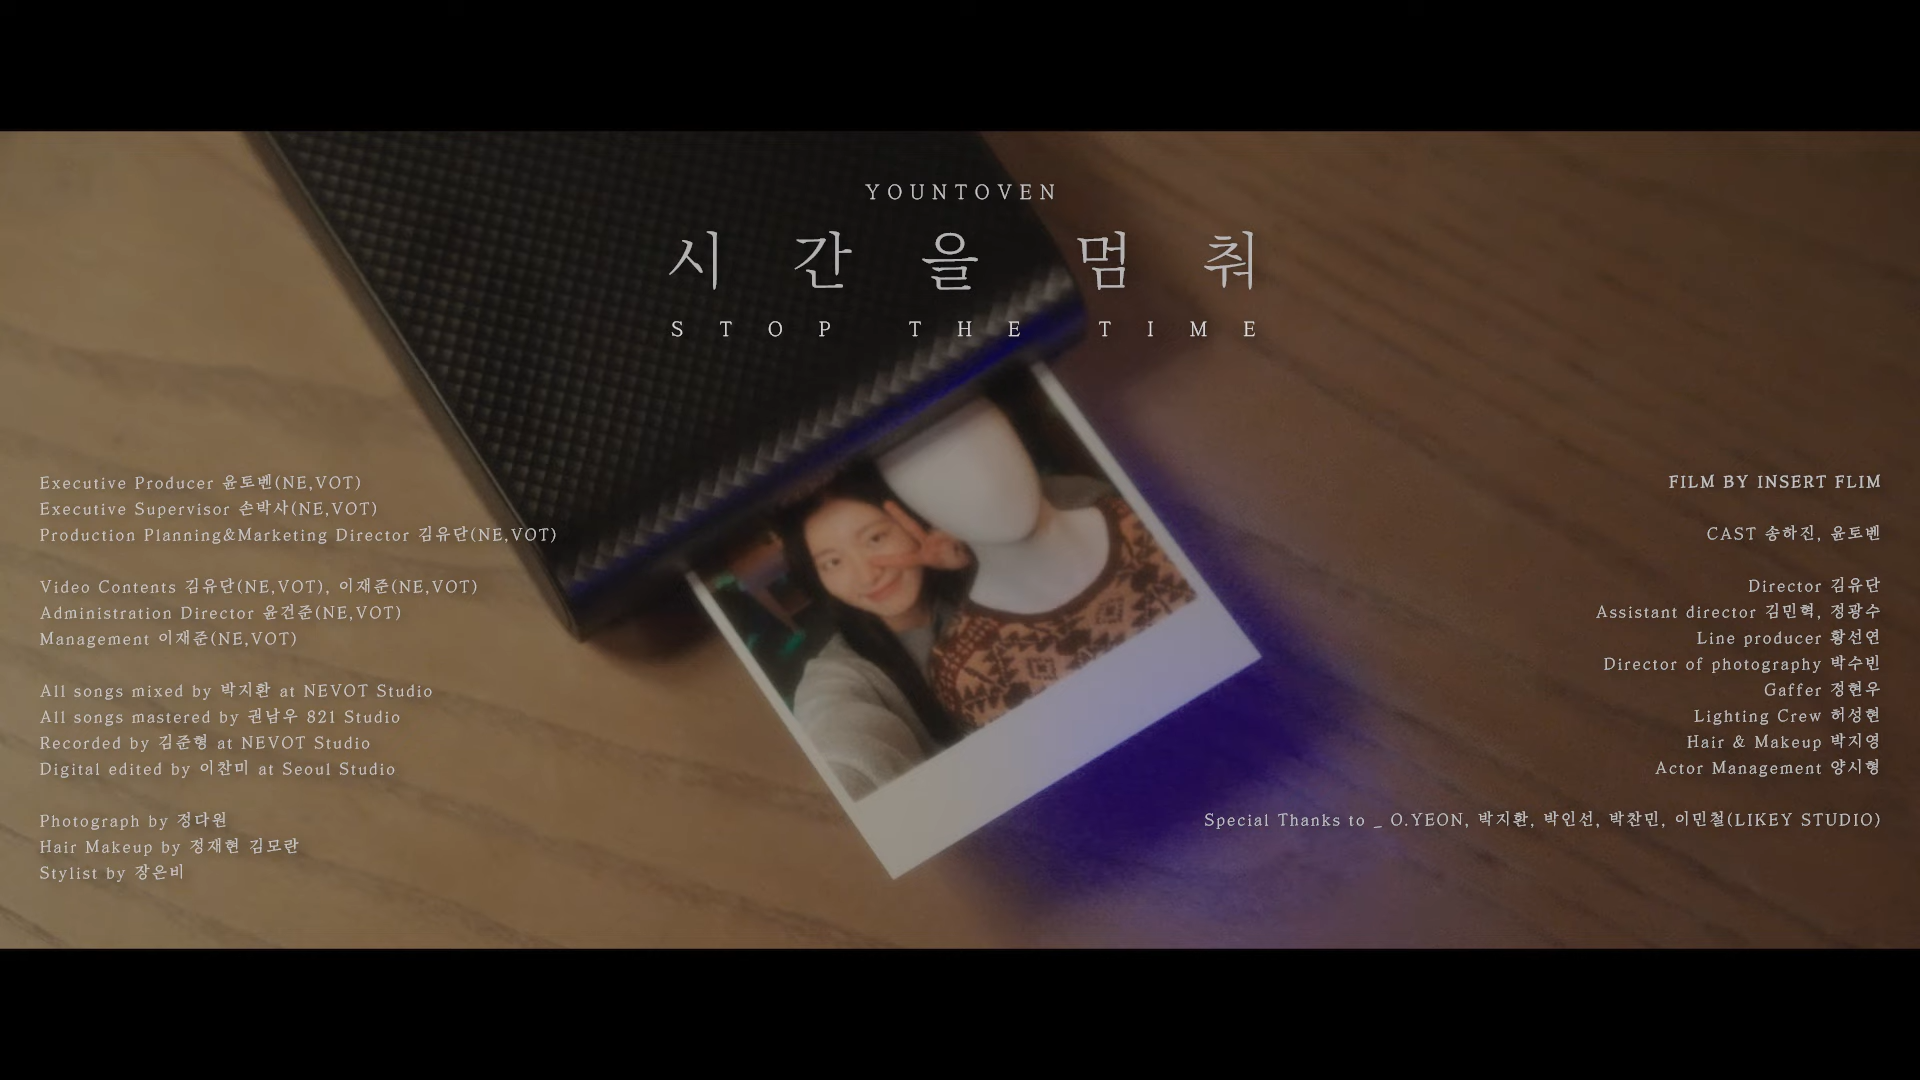 YOUNTOVEN
시간을 멈춰
STOP THE TIME
Executive Producer 윤토벤(NE,VOT)
Executive Supervisor 손박사(NE,VOT)
Production Planning&Marketing Director 김유단(NE,VOT)
Video Contents 김유단(NE,VOT), 이재준(NE,VOT)
Administration Director 윤건준(NE,VOT)
Management 이재준(NE,VOT)
All songs mixed by 박지환 at NEVOT Studio
All songs mastered by 권남우 821 Studio
Recorded by 김준형 at NEVOT Studio
Digital edited by 이찬미 at Seoul Studio
Photograph by 정다원
Hair Makeup by 정재현 김모란
Stylist by 장은비
FILM BY INSERT FLIM
CAST 송하진, 윤토벤
Director 김유단
Assistant director 김민혁, 정광수
Line producer 황선연
Director of photography 박수빈
Gaffer 정현우
Lighting Crew 허성현
Hair & Makeup 박지영
Actor Management 양시형
Special Thanks to _ O.YEON, 박지환, 박인선, 박찬민, 이민철(LIKEY STUDIO)